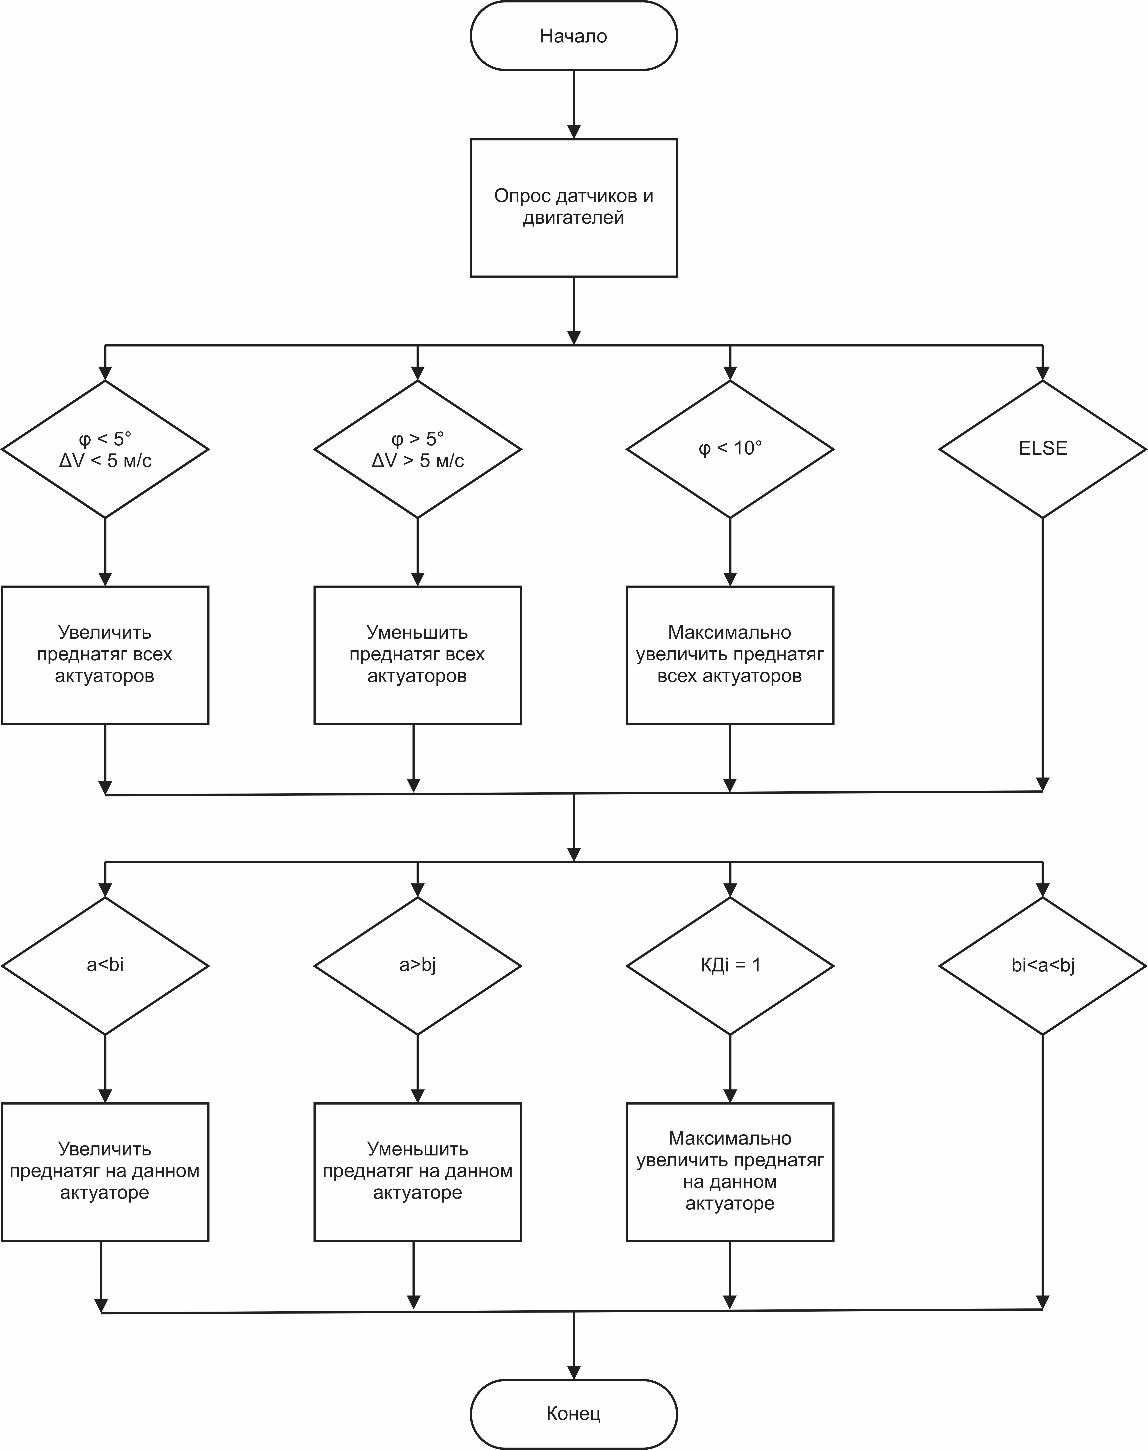 Начало
Опрос датчиков и
двигателей
φ < 5°
ΔV < 5 м/с
φ > 5°
ΔV > 5 м/с
φ < 10°
ELSE
Увеличить
преднатяг всех
актуаторов
Уменьшить
преднатяг всех
актуаторов
Максимально
увеличить преднатяг
всех актуаторов
a<bi
a>bj
КДi = 1
bi<a<bj
Увеличить
преднатяг на данном
актуаторе
Уменьшить
преднатяг на данном
актуаторе
Максимально
увеличить преднатяг
на данном
актуаторе
Конец